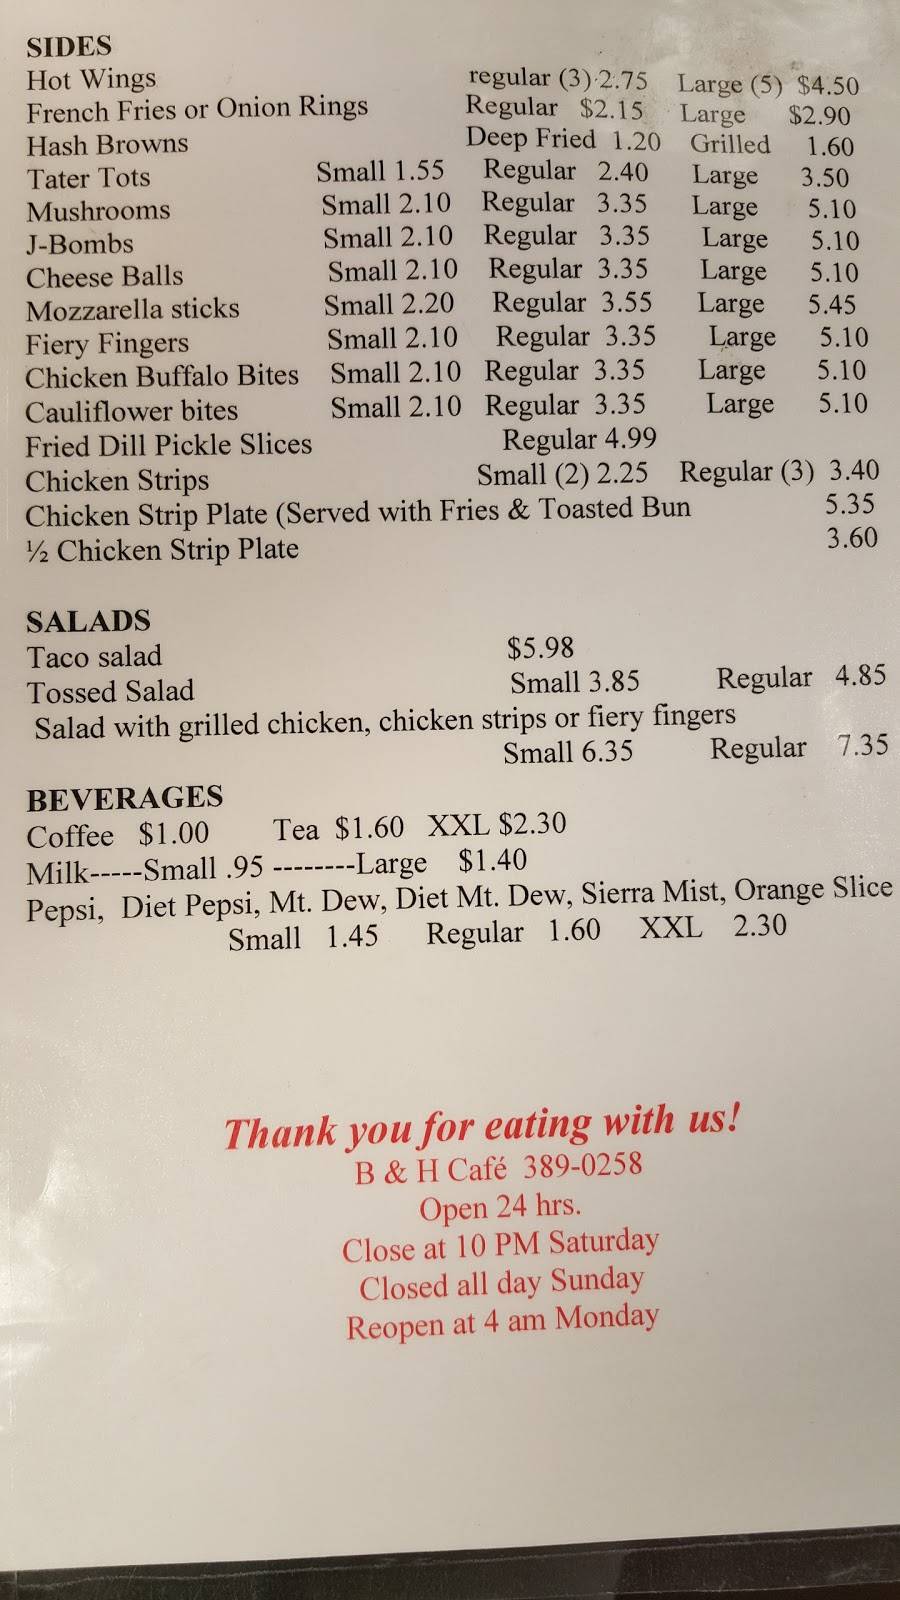 SIDES
Hot Wings regular (3) 2.75 Large (5) $4.50
French Fries or Onion Rings Regular $2.15 Large $2.90
Hash Browns Deep Fried 1.20 Grilled 1.60
Tater Tots Small 1.55 Regular 2.40 Large 3.50
Mushrooms Small 2.10 Regular 3.35 Large 5.10
J-Bombs Small 2.10 Regular 3.35 Large 5.10
Cheese Balls Small 2.10 Regular 3.35 Large 5.10
Mozzarella sticks Small 2.20 Regular 3.55 Large 5.45
Fiery Fingers Small 2.10 Regular 3.35 Large 5.10
Chicken Buffalo Bites Small 2.10 Regular 3.35 Large 5.10
Cauliflower bites Small 2.10 Regular 3.35 Large 5.10
Fried Dill Pickle Slices Regular 4.99
Chicken Strips Small (2) 2.25 Regular (3) 3.40
Chicken Strip Plate (Served with Fries & Toasted Bun 5.35
½ Chicken Strip Plate 3.60
SALADS
Taco salad $5.98
Tossed Salad Small 3.85 Regular 4.85
Salad with grilled chicken, chicken strips or fiery fingers
Small 6.35 Regular 7.35
BEVERAGES
Coffee $1.00 Tea $1.60 XXL $2.30
Milk-----Small .95 --------Large $1.40
Pepsi, Diet Pepsi, Mt. Dew, Diet Mt. Dew, Sierra Mist, Orange Slice
Small 1.45 Regular 1.60 XXL 2.30
Thank you for eating with us!
B & H Café 389-0258
Open 24 hrs.
Close at 10 PM Saturday
Closed all day Sunday
Reopen at 4 am Monday